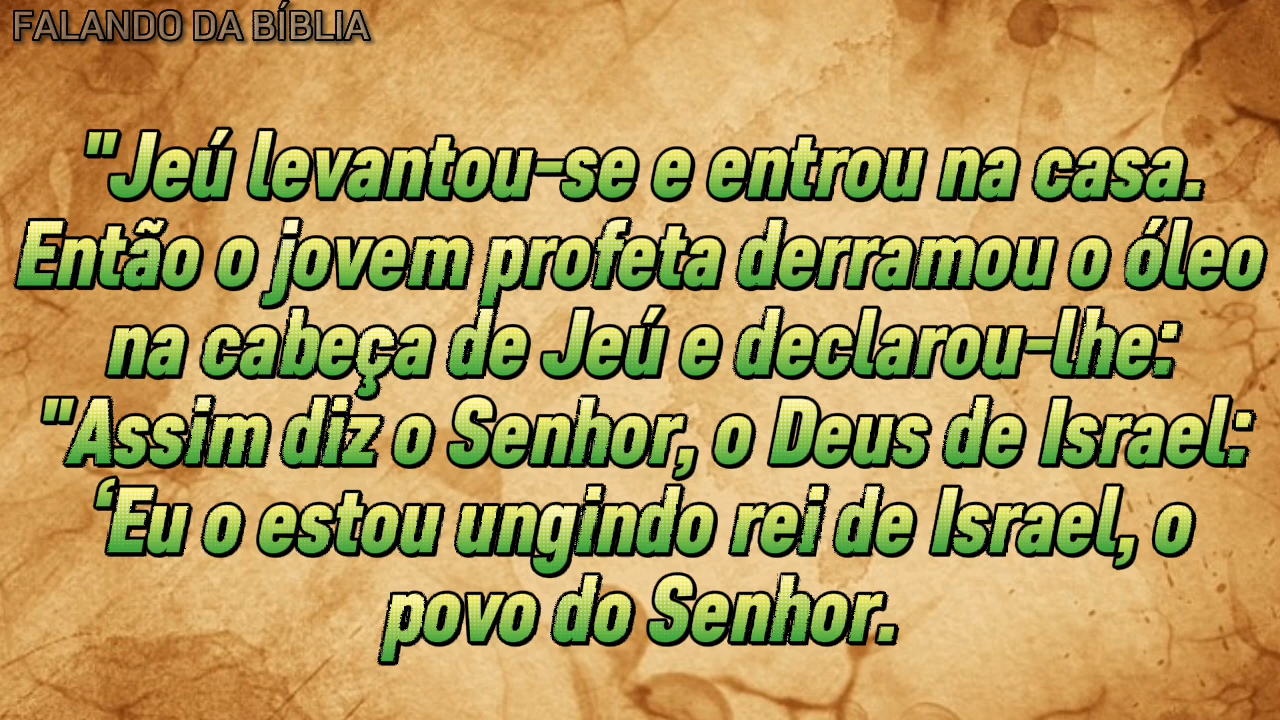 FALANDO DA BÍBLIA
"Jeú levantou-se e entrou na casa.
Então o jovem profeta derramou o óleo
na cabeça de Jeú e declarou-lhe:
"Assim diz o Senhor, o Deus de Israel:
‘Eu o estou ungindo rei de Israel, o
povo do Senhor.